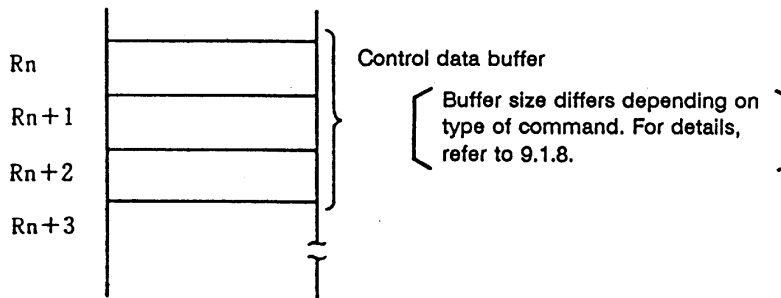 Rn
Rn+1
Rn+2
Rn+3
Control data buffer
Buffer size differs depending on
type of command. For details,
refer to 9.1.8.